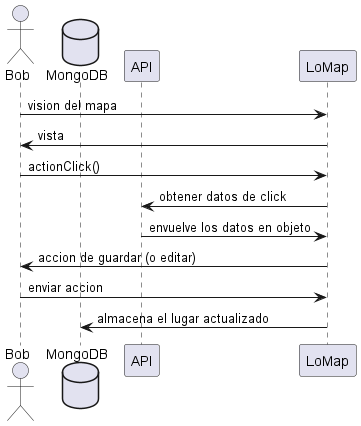 Bob
MongoDB
API
LoMap
vision del mapa
vista
actionClick()
obtener datos de click
envuelve los datos en objeto
accion de guardar (o editar)
enviar accion
almacena el lugar actualizado
Bob
MongoDB
API
LoMap